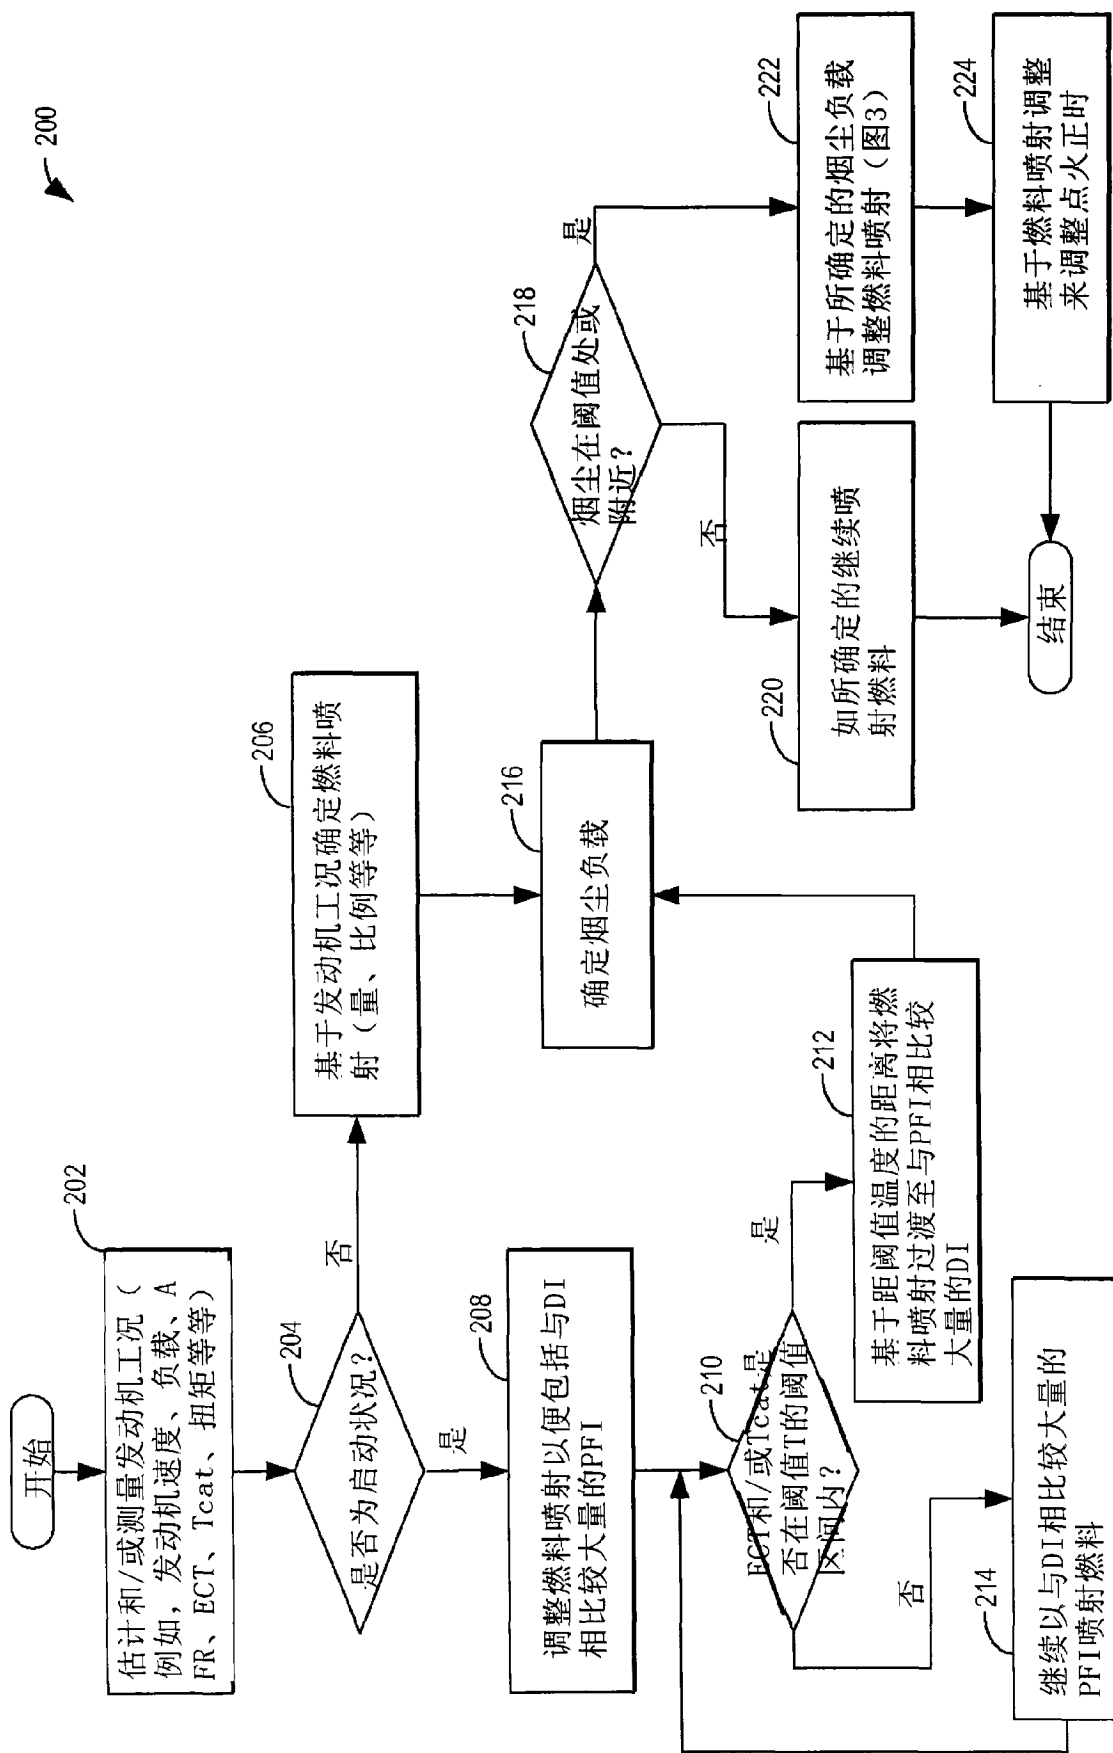 200
开始
202
估计和/或测量发动机工况（
例如，发动机速度、负载、A
FR、ECT、Tcat、扭矩等等）
204
是否为启动状况？
否
是
206
基于发动机工况确定燃料喷
射（量、比例等等）
208
调整燃料喷射以便包括与DI
相比较大量的PFI
210
ECT和/或Tcat是
否在阈值T的阈值
区间内？
是
否
212
基于距阈值温度的距离将燃
料喷射过渡至与PFI相比较
大量的DI
214
继续以与DI相比较大量的
PFI喷射燃料
216
确定烟尘负载
218
烟尘在阈值处或
附近？
是
否
220
如所确定的继续喷
射燃料
222
基于所确定的烟尘负载
调整燃料喷射（图3）
224
基于燃料喷射调整
来调整点火正时
结束